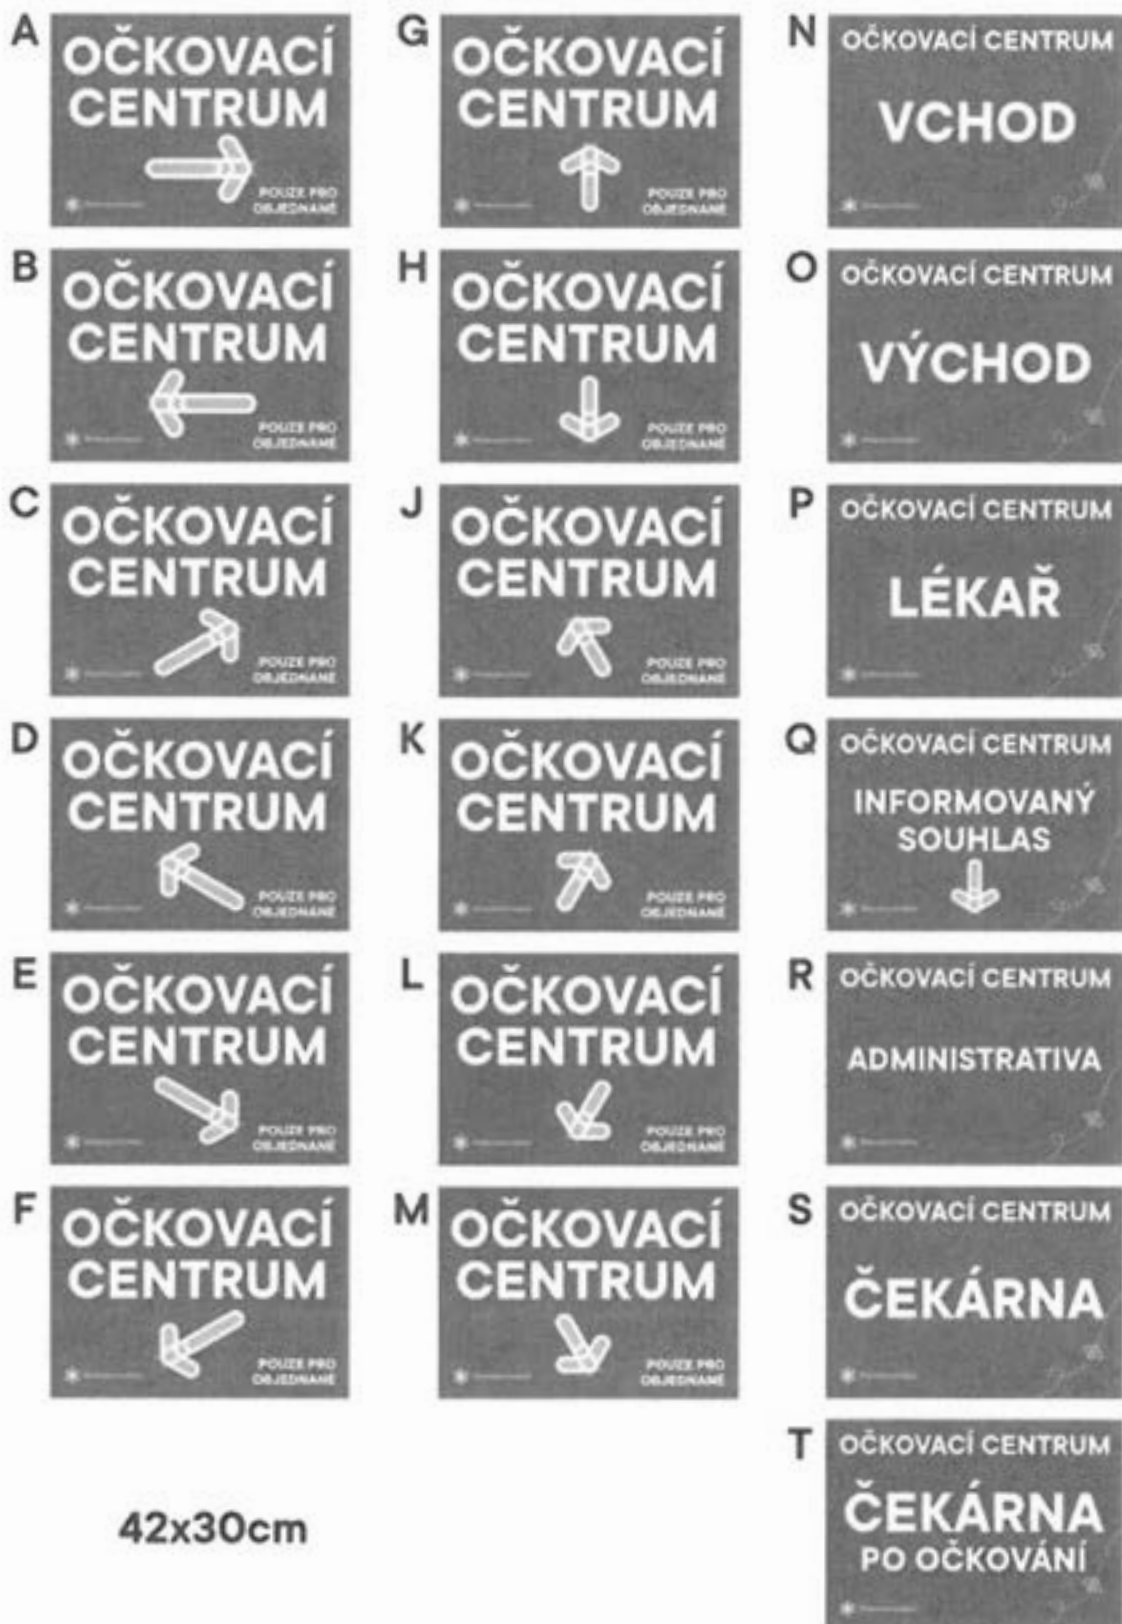 A
OČKOVACÍ
CENTRUM
POUZE PRO
OBJEDNANÉ
B
OČKOVACÍ
CENTRUM
POUZE PRO
OBJEDNANÉ
C
OČKOVACÍ
CENTRUM
POUZE PRO
OBJEDNANÉ
D
OČKOVACÍ
CENTRUM
POUZE PRO
OBJEDNANÉ
E
OČKOVACÍ
CENTRUM
POUZE PRO
OBJEDNANÉ
F
OČKOVACÍ
CENTRUM
POUZE PRO
OBJEDNANÉ
42x30cm
G
OČKOVACÍ
CENTRUM
POUZE PRO
OBJEDNANÉ
H
OČKOVACÍ
CENTRUM
POUZE PRO
OBJEDNANÉ
J
OČKOVACÍ
CENTRUM
POUZE PRO
OBJEDNANÉ
K
OČKOVACÍ
CENTRUM
POUZE PRO
OBJEDNANÉ
L
OČKOVACÍ
CENTRUM
POUZE PRO
OBJEDNANÉ
M
OČKOVACÍ
CENTRUM
POUZE PRO
OBJEDNANÉ
N
OČKOVACÍ CENTRUM
VCHOD
O
OČKOVACÍ CENTRUM
VÝCHOD
P
OČKOVACÍ CENTRUM
LÉKAŘ
Q
OČKOVACÍ CENTRUM
INFORMOVANÝ
SOUHLAS
R
OČKOVACÍ CENTRUM
ADMINISTRATIVA
S
OČKOVACÍ CENTRUM
ČEKÁRNA
T
OČKOVACÍ CENTRUM
ČEKÁRNA
PO OČKOVÁNÍ